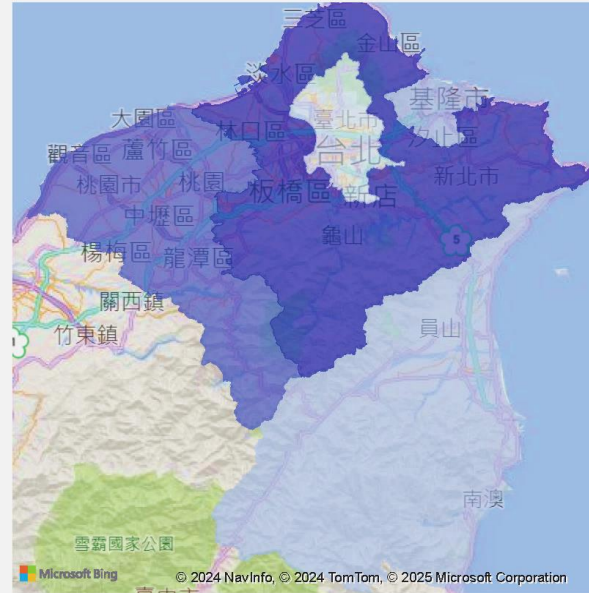 三芝區
金山區
淡水區
基隆市
大園區
臺北市
林口區
汐止區
觀音區
蘆竹區
台北
桃園市
桃園
板橋區
新店
新北市
中壢區
龜山
5
楊梅區
龍潭區
關西鎮
員山
竹東鎮
南澳
雪霸國家公園
Microsoft Bing
© 2024 NavInfo, © 2024 TomTom, © 2025 Microsoft Corporation